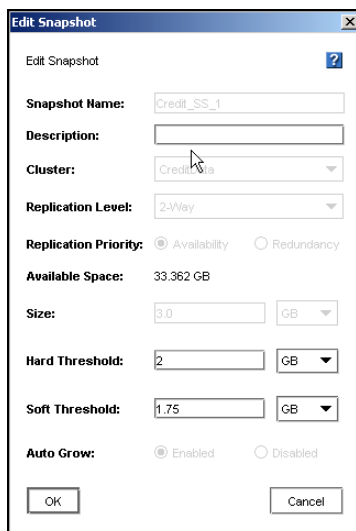 Edit Snapshot
Edit Snapshot ?
Snapshot Name: Credit_SS_1
Description:
Cluster: CreditData
Replication Level: 2-Way
Replication Priority: Availability Redundancy
Available Space: 33.362 GB
Size: 3.0 GB
Hard Threshold: 2 GB
Soft Threshold: 1.75 GB
Auto Grow: Enabled Disabled
OK Cancel